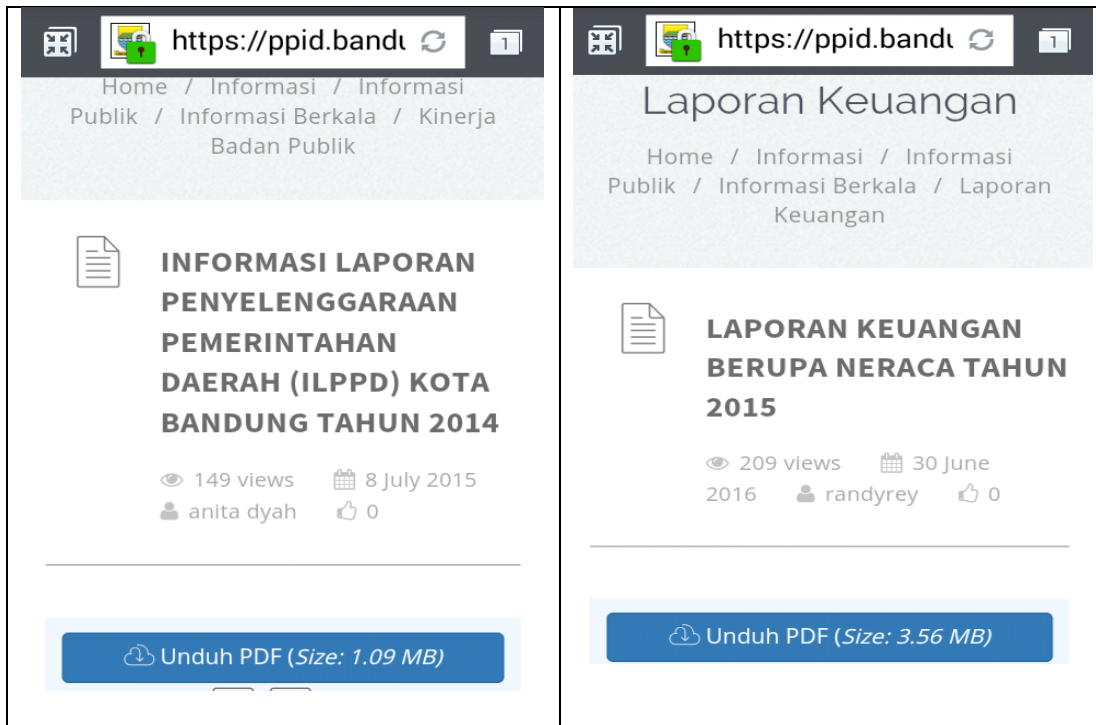 https://ppid.bandu
1
Home / Informasi / Informasi
Publik / Informasi Berkala / Kinerja
Badan Publik
INFORMASI LAPORAN
PENYELENGGARAAN
PEMERINTAHAN
DAERAH (ILPPD) KOTA
BANDUNG TAHUN 2014
149 views 8 July 2015
anita dyah 0
Unduh PDF (Size: 1.09 MB)
https://ppid.bandu
1
Laporan Keuangan
Home / Informasi / Informasi
Publik / Informasi Berkala / Laporan
Keuangan
LAPORAN KEUANGAN
BERUPA NERACA TAHUN
2015
209 views 30 June
2016 randyrey 0
Unduh PDF (Size: 3.56 MB)